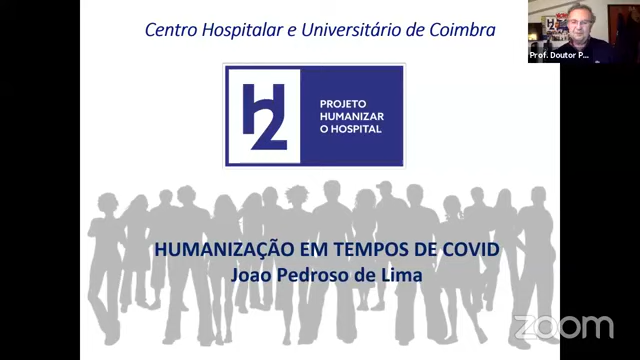 Centro Hospitalar e Universitário de Coimbra
Prof. Doutor P...
H2
PROJETO
HUMANIZAR
O HOSPITAL
HUMANIZAÇÃO EM TEMPOS DE COVID
Joao Pedroso de Lima
zoom